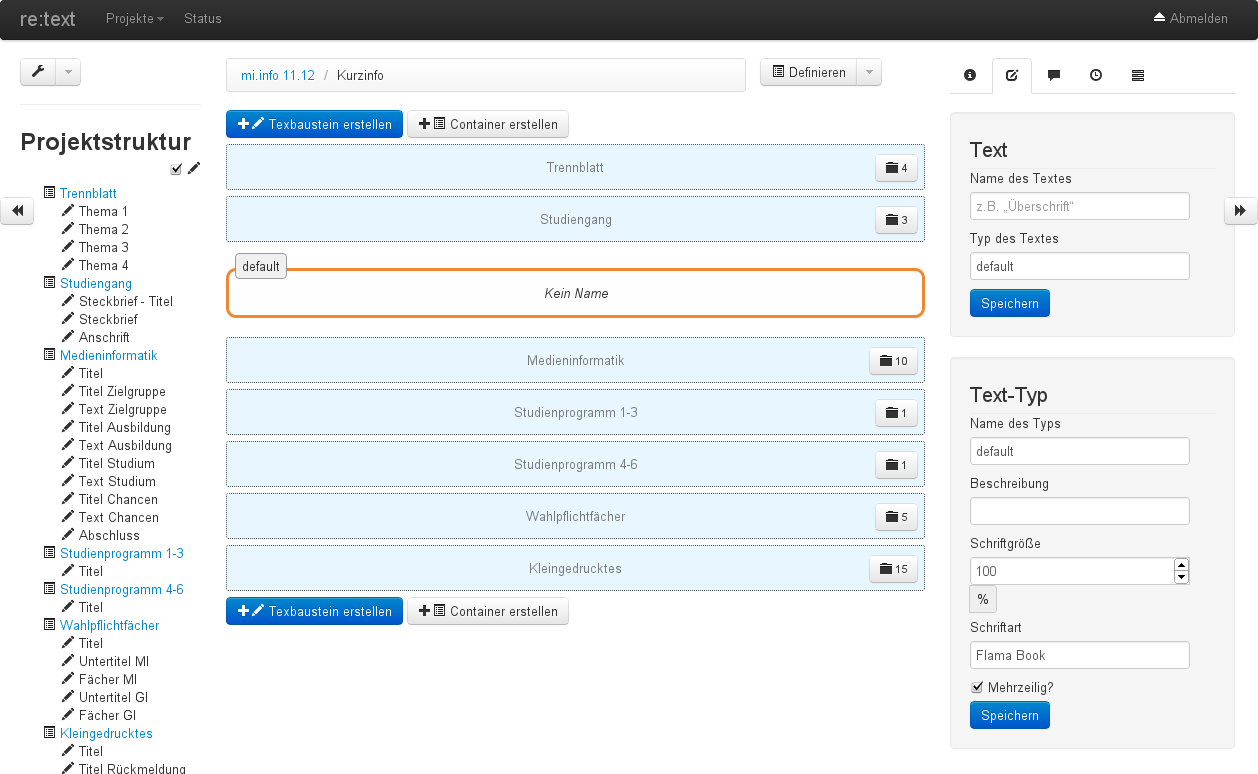 re:text Projekte Status Abmelden
mi.info 11.12 / Kurzinfo
Definieren
Projektstruktur
Trennblatt
Thema 1
Thema 2
Thema 3
Thema 4
Studiengang
Steckbrief - Titel
Steckbrief
Anschrift
Medieninformatik
Titel
Titel Zielgruppe
Text Zielgruppe
Titel Ausbildung
Text Ausbildung
Titel Studium
Text Studium
Titel Chancen
Text Chancen
Abschluss
Studienprogramm 1-3
Titel
Studienprogramm 4-6
Titel
Wahlpflichtfächer
Titel
Untertitel MI
Fächer MI
Untertitel GI
Fächer GI
Kleingedrucktes
Titel
Titel Rückmeldung
Texbaustein erstellen Container erstellen
Trennblatt 4
Studiengang 3
default
Kein Name
Medieninformatik 10
Studienprogramm 1-3 1
Studienprogramm 4-6 1
Wahlpflichtfächer 5
Kleingedrucktes 15
Texbaustein erstellen Container erstellen
Text
Name des Textes
z.B. „Überschrift“
Typ des Textes
default
Speichern
Text-Typ
Name des Typs
default
Beschreibung
Schriftgröße
100
%
Schriftart
Flama Book
Mehrzeilig?
Speichern